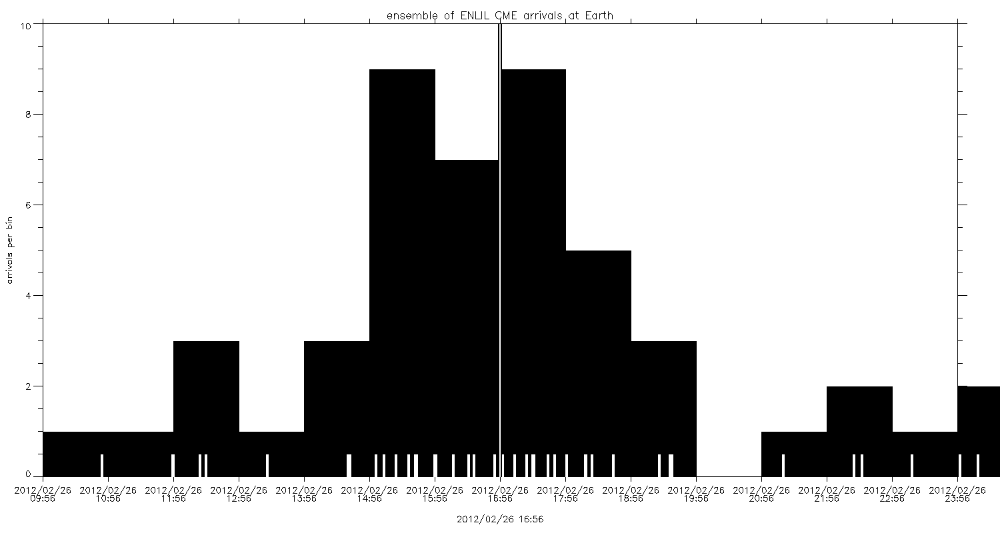 ensemble of ENLIL CME arrivals at Earth
10
8
6
4
2
0
arrivals per bin
2012/02/26 2012/02/26 2012/02/26 2012/02/26 2012/02/26 2012/02/26 2012/02/26 2012/02/26 2012/02/26 2012/02/26 2012/02/26 2012/02/26 2012/02/26 2012/02/26 2012/02/26
09:56 10:56 11:56 12:56 13:56 14:56 15:56 16:56 17:56 18:56 19:56 20:56 21:56 22:56 23:56
2012/02/26 16:56